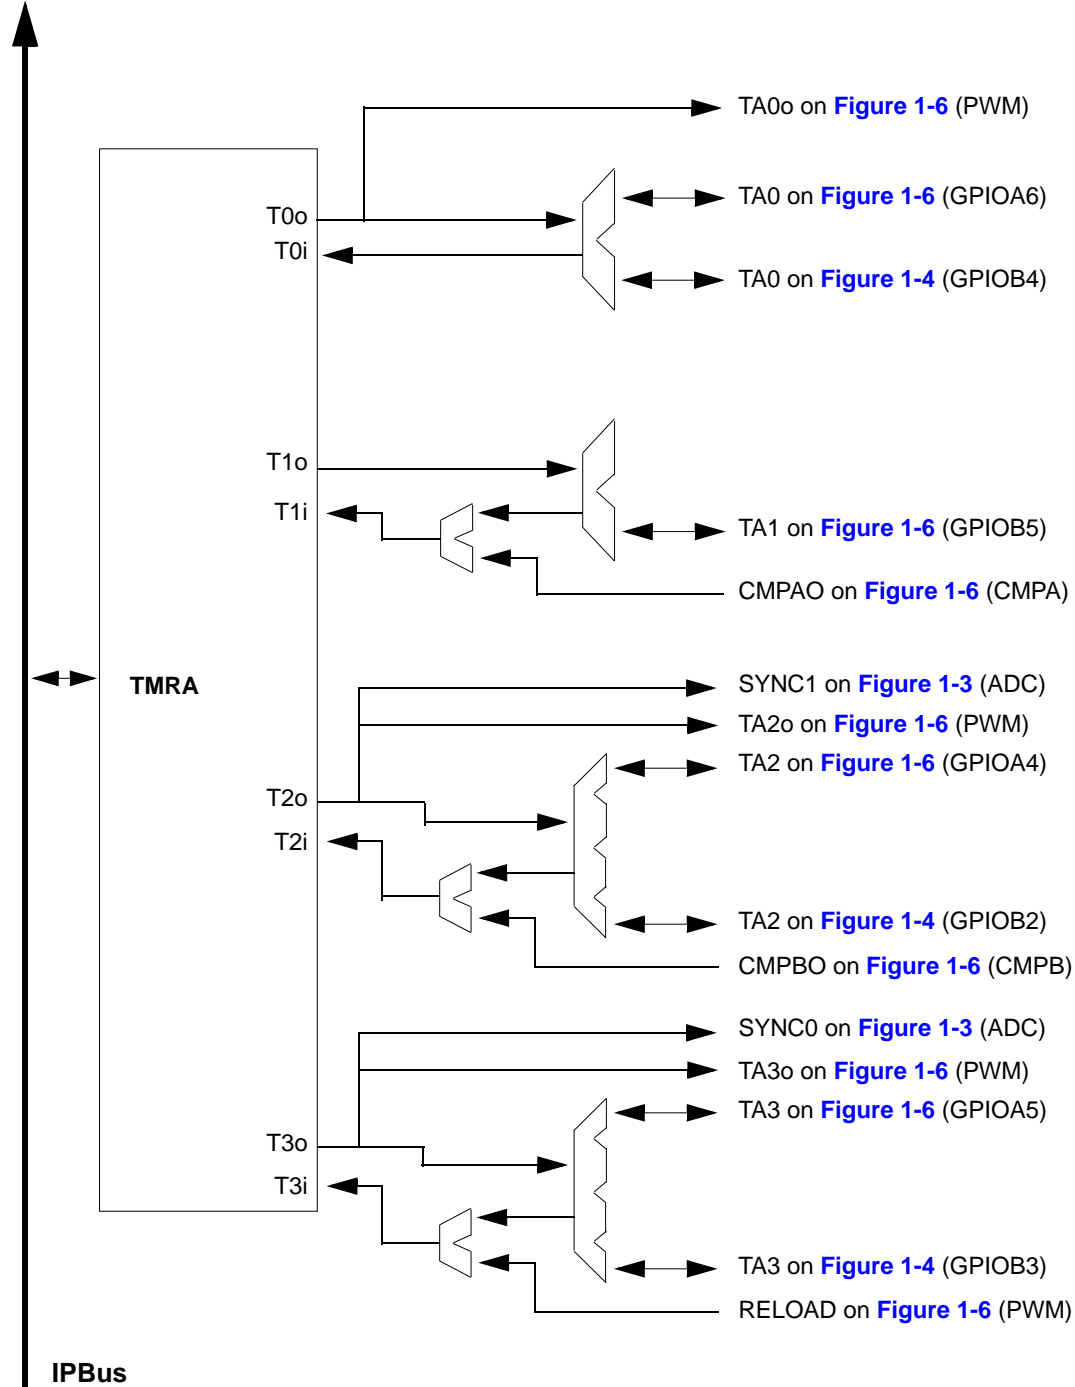 TA0o on Figure 1-6 (PWM)
TA0 on Figure 1-6 (GPIOA6)
T0o
T0i
TA0 on Figure 1-4 (GPIOB4)
T1o
T1i
TA1 on Figure 1-6 (GPIOB5)
CMPAO on Figure 1-6 (CMPA)
TMRA
SYNC1 on Figure 1-3 (ADC)
TA2o on Figure 1-6 (PWM)
TA2 on Figure 1-6 (GPIOA4)
T2o
T2i
TA2 on Figure 1-4 (GPIOB2)
CMPBO on Figure 1-6 (CMPB)
SYNC0 on Figure 1-3 (ADC)
TA3o on Figure 1-6 (PWM)
TA3 on Figure 1-6 (GPIOA5)
T3o
T3i
TA3 on Figure 1-4 (GPIOB3)
RELOAD on Figure 1-6 (PWM)
IPBus